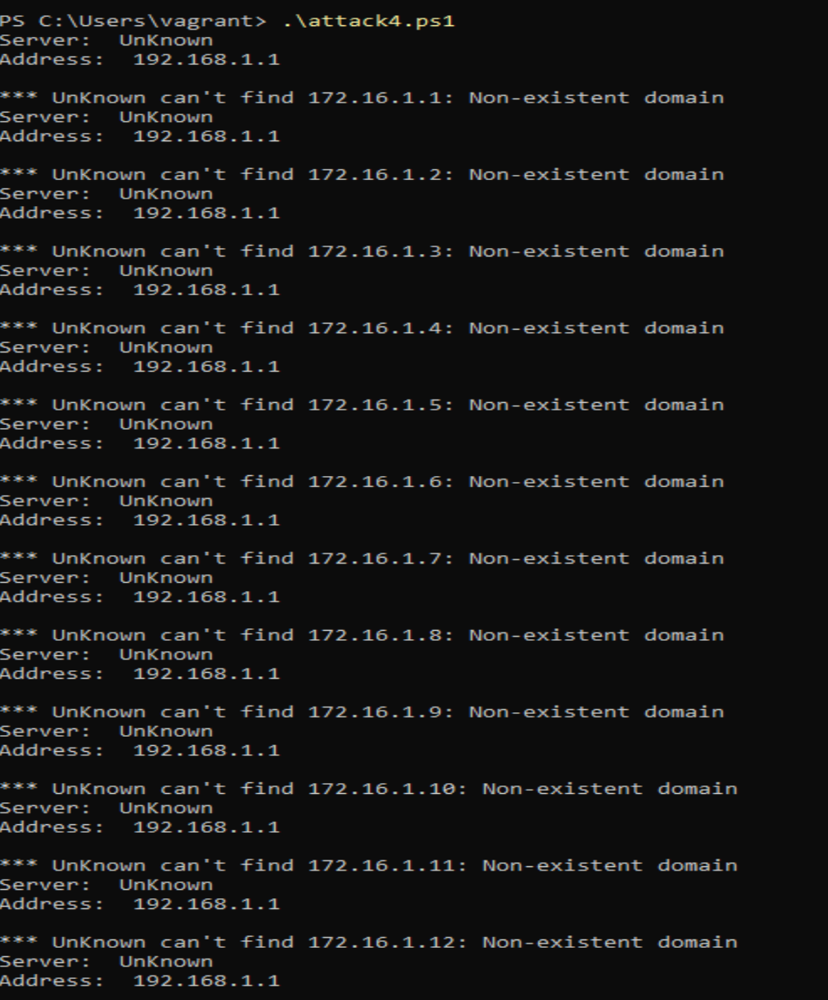 PS C:\Users\vagrant> .\attack4.ps1
Server:  UnKnown
Address:  192.168.1.1
*** UnKnown can't find 172.16.1.1: Non-existent domain
Server:  UnKnown
Address:  192.168.1.1
*** UnKnown can't find 172.16.1.2: Non-existent domain
Server:  UnKnown
Address:  192.168.1.1
*** UnKnown can't find 172.16.1.3: Non-existent domain
Server:  UnKnown
Address:  192.168.1.1
*** UnKnown can't find 172.16.1.4: Non-existent domain
Server:  UnKnown
Address:  192.168.1.1
*** UnKnown can't find 172.16.1.5: Non-existent domain
Server:  UnKnown
Address:  192.168.1.1
*** UnKnown can't find 172.16.1.6: Non-existent domain
Server:  UnKnown
Address:  192.168.1.1
*** UnKnown can't find 172.16.1.7: Non-existent domain
Server:  UnKnown
Address:  192.168.1.1
*** UnKnown can't find 172.16.1.8: Non-existent domain
Server:  UnKnown
Address:  192.168.1.1
*** UnKnown can't find 172.16.1.9: Non-existent domain
Server:  UnKnown
Address:  192.168.1.1
*** UnKnown can't find 172.16.1.10: Non-existent domain
Server:  UnKnown
Address:  192.168.1.1
*** UnKnown can't find 172.16.1.11: Non-existent domain
Server:  UnKnown
Address:  192.168.1.1
*** UnKnown can't find 172.16.1.12: Non-existent domain
Server:  UnKnown
Address:  192.168.1.1